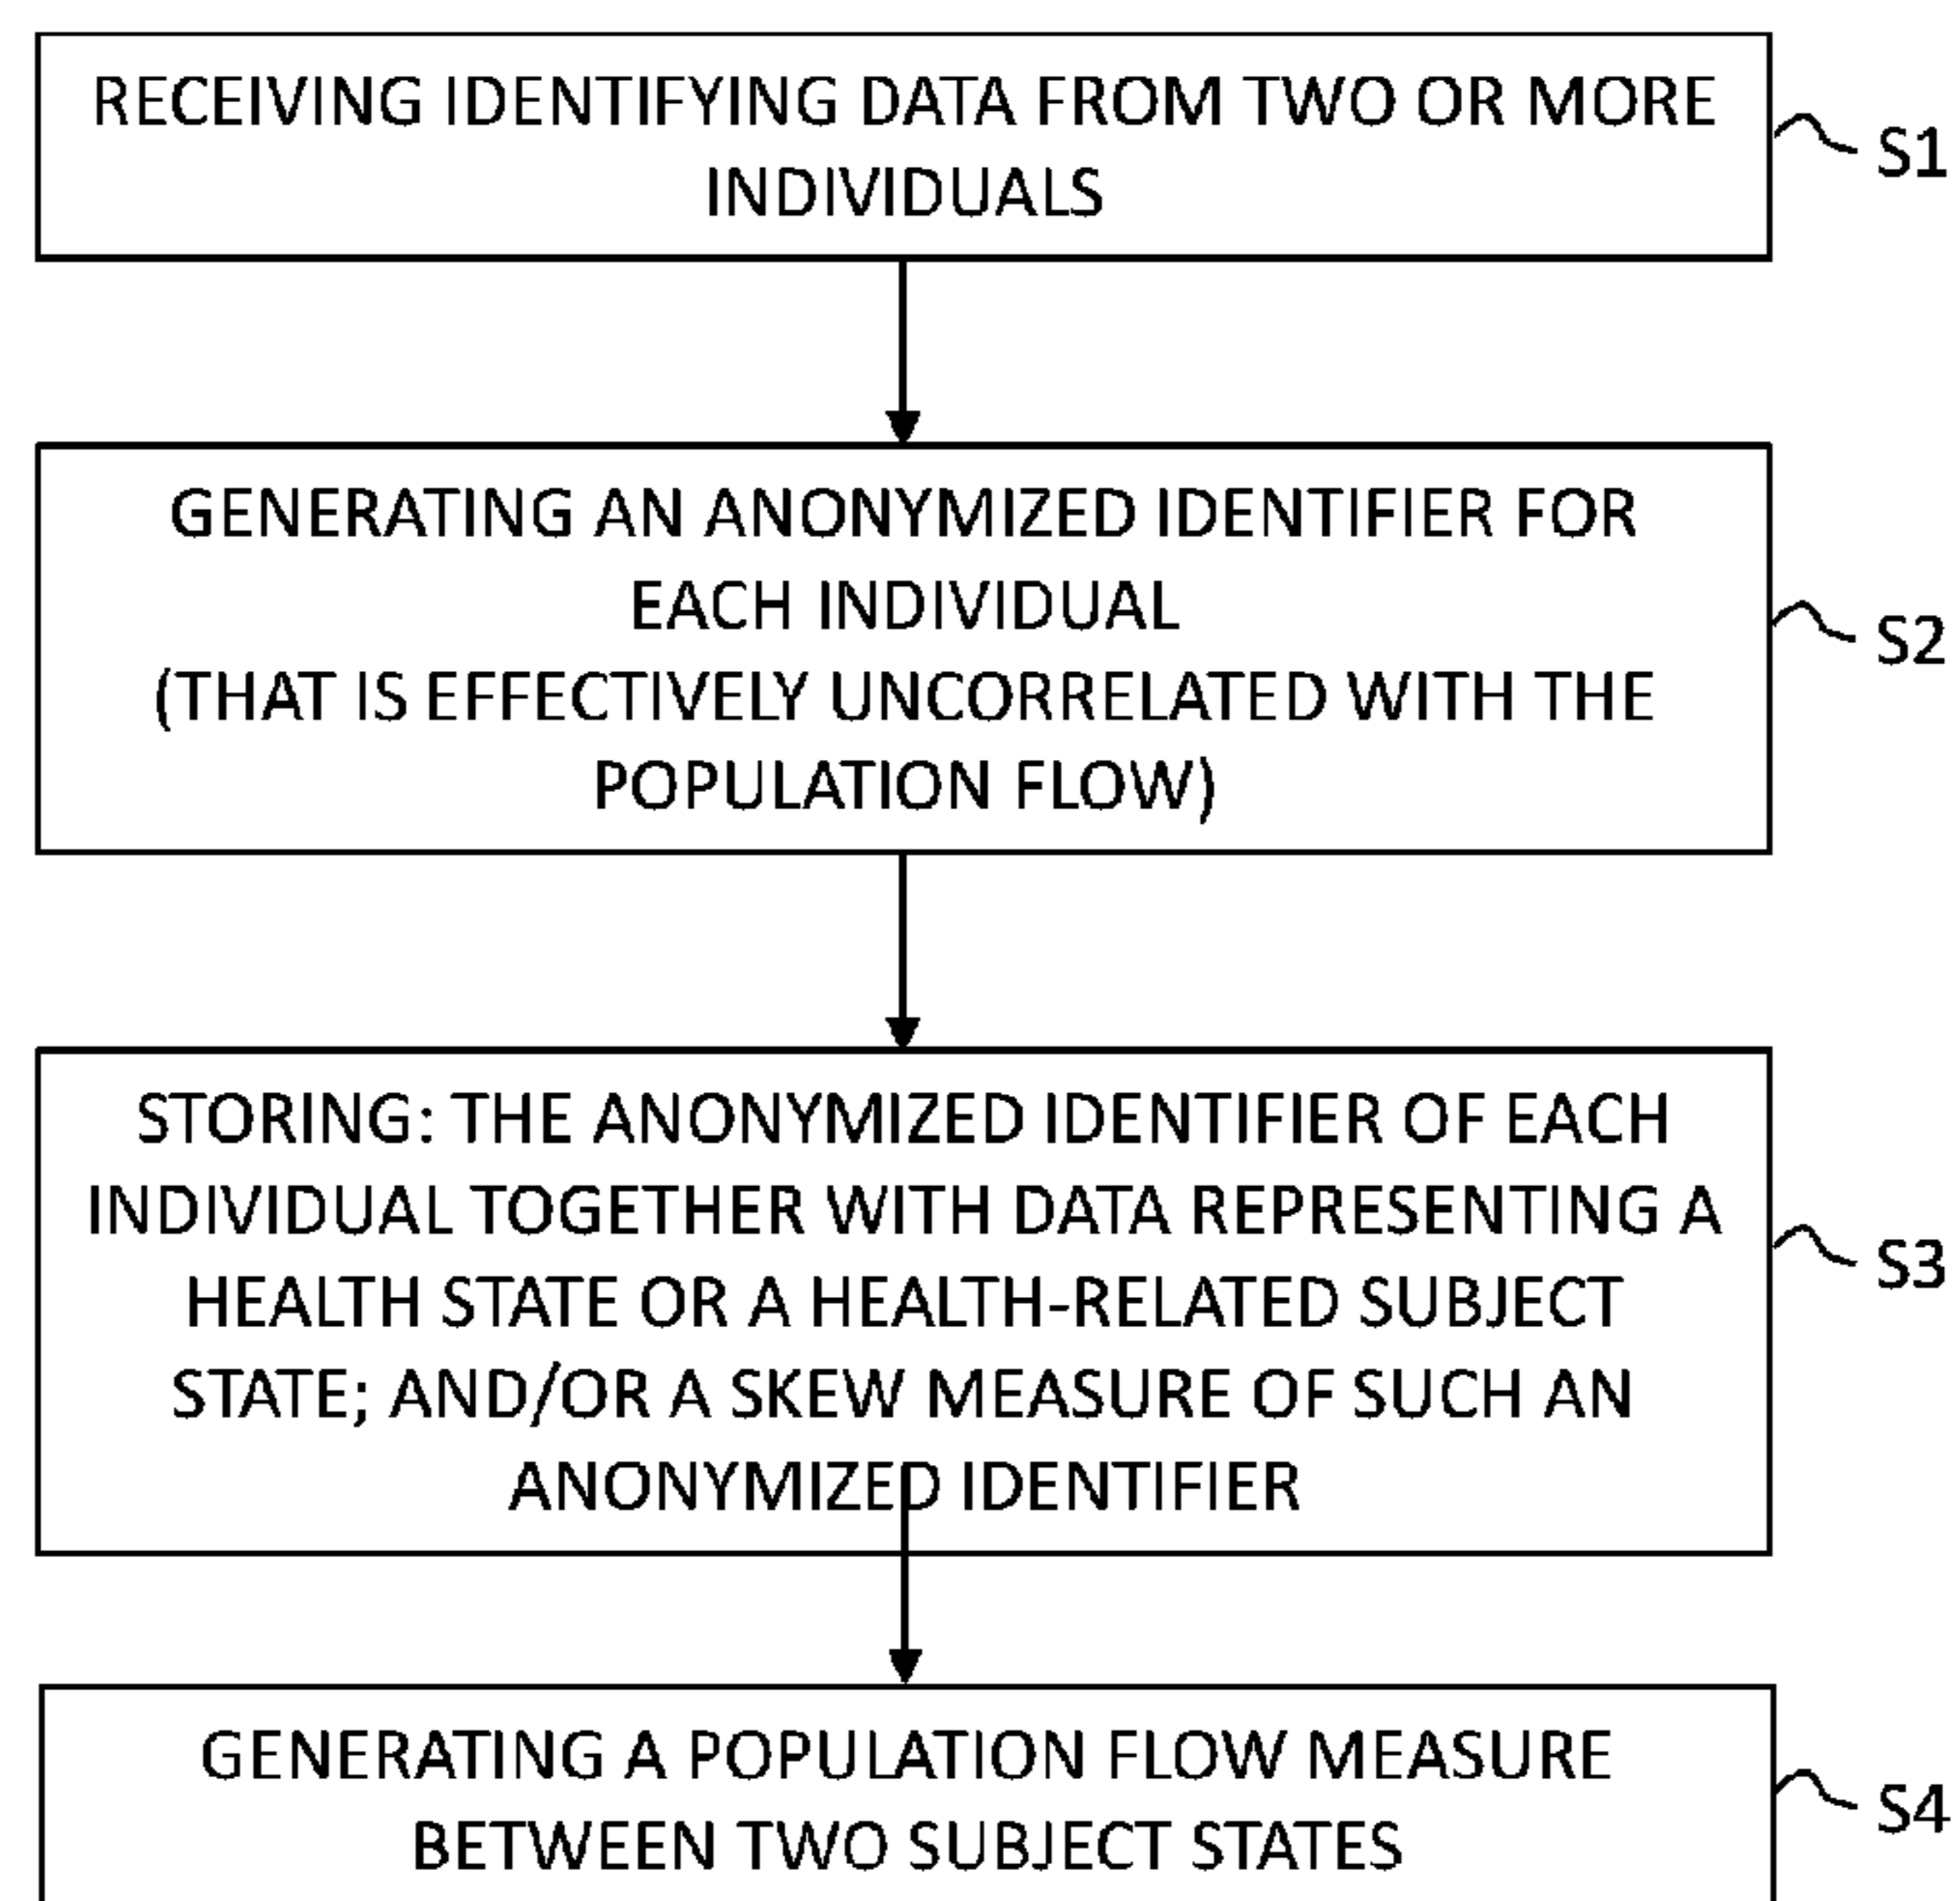 RECEIVING IDENTIFYING DATA FROM TWO OR MORE
INDIVIDUALS
S1
GENERATING AN ANONYMIZED IDENTIFIER FOR
EACH INDIVIDUAL
(THAT IS EFFECTIVELY UNCORRELATED WITH THE
POPULATION FLOW)
S2
STORING: THE ANONYMIZED IDENTIFIER OF EACH
INDIVIDUAL TOGETHER WITH DATA REPRESENTING A
HEALTH STATE OR A HEALTH-RELATED SUBJECT
STATE; AND/OR A SKEW MEASURE OF SUCH AN
ANONYMIZED IDENTIFIER
S3
GENERATING A POPULATION FLOW MEASURE
BETWEEN TWO SUBJECT STATES
S4